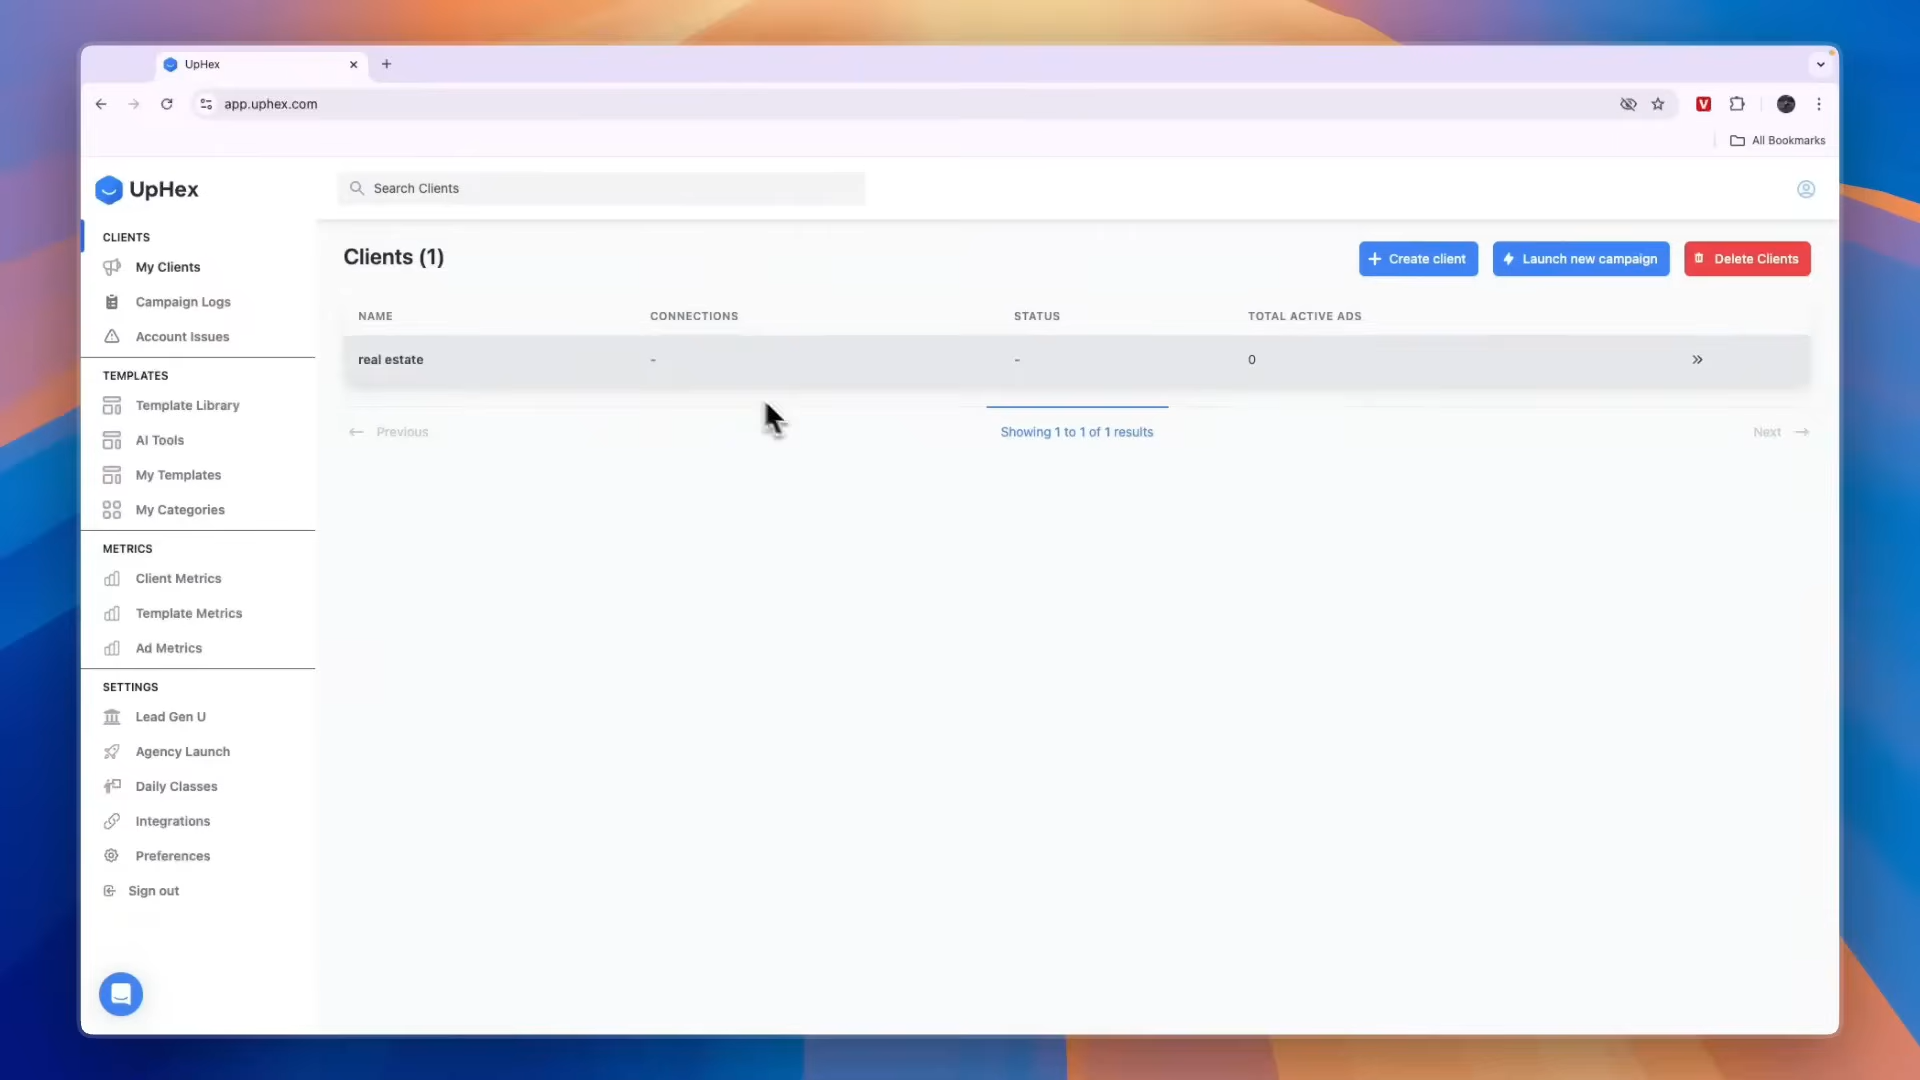 UpHex
app.uphex.com
All Bookmarks
UpHex
Search Clients
CLIENTS
My Clients
Campaign Logs
Account Issues
TEMPLATES
Template Library
AI Tools
My Templates
My Categories
METRICS
Client Metrics
Template Metrics
Ad Metrics
SETTINGS
Lead Gen U
Agency Launch
Daily Classes
Integrations
Preferences
Sign out
Clients (1)
Create client
Launch new campaign
Delete Clients
NAME CONNECTIONS STATUS TOTAL ACTIVE ADS
real estate - - 0
Previous Showing 1 to 1 of 1 results Next